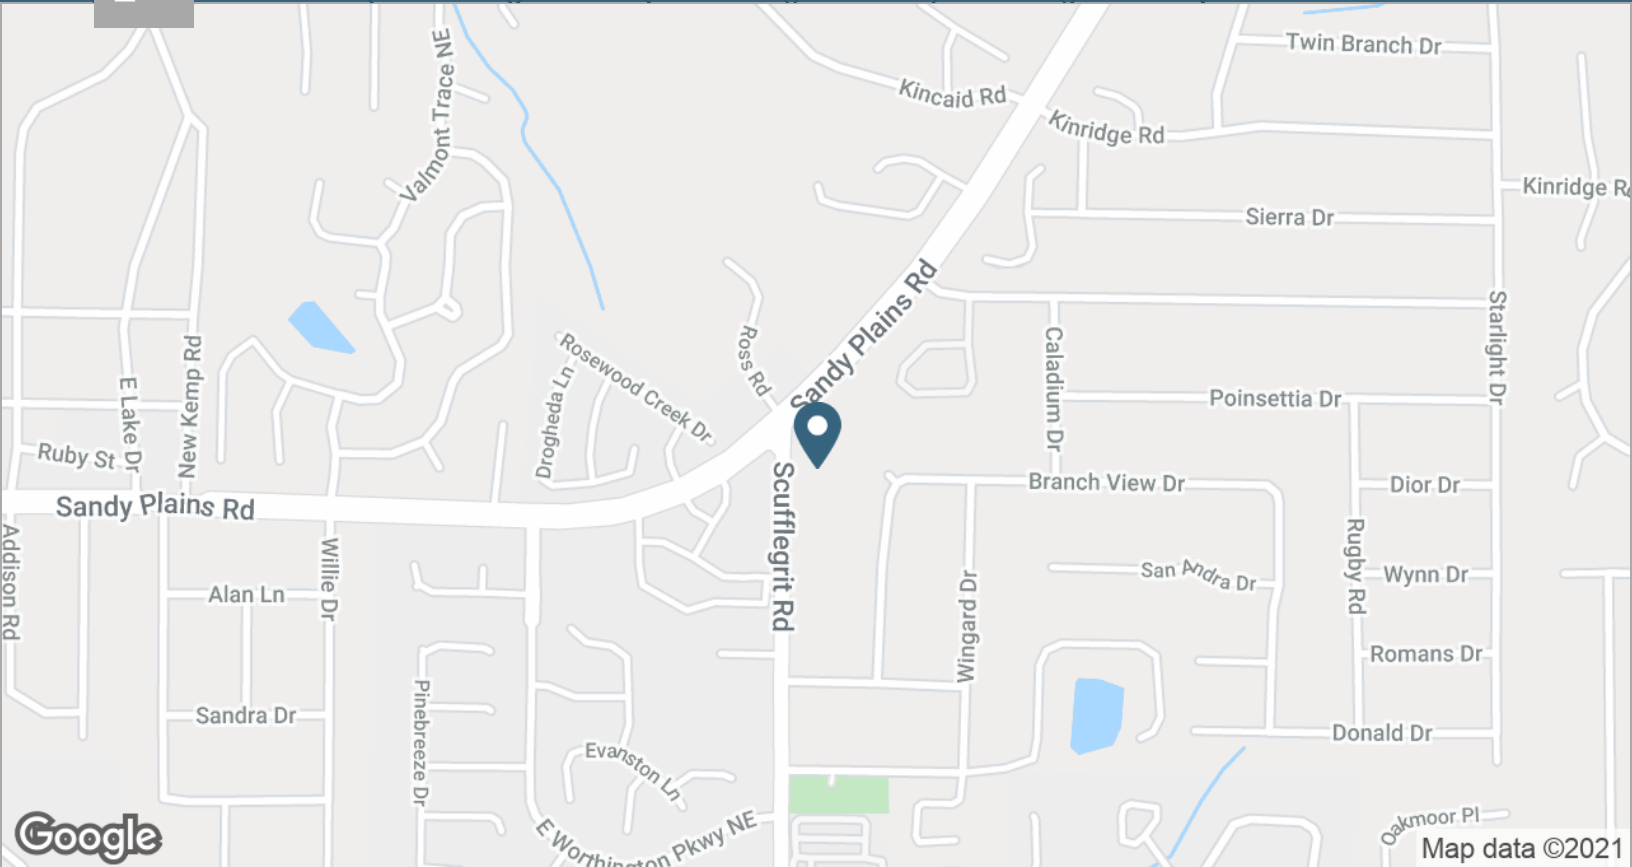 Twin Branch Dr
Valmont Trace NE
Kincaid Rd
Kinridge Rd
Kinridge R
Sierra Dr
Sandy Plains Rd
Starlight Dr
Ross Rd
Rosewood Creek Dr
Caladium Dr
New Kemp Rd
E Lake Dr
Drogheda Ln
Poinsettia Dr
Ruby St
Sandy Plains Rd
Scufflegrit Rd
Branch View Dr
Dior Dr
Addison Rd
Willie Dr
Rugby Rd
San Andra Dr
Wynn Dr
Alan Ln
Wingard Dr
Romans Dr
Pinebreeze Dr
Sandra Dr
Donald Dr
Evanston Ln
E Worthington Pkwy NE
Oakmoor Pl
Google
Map data ©2021